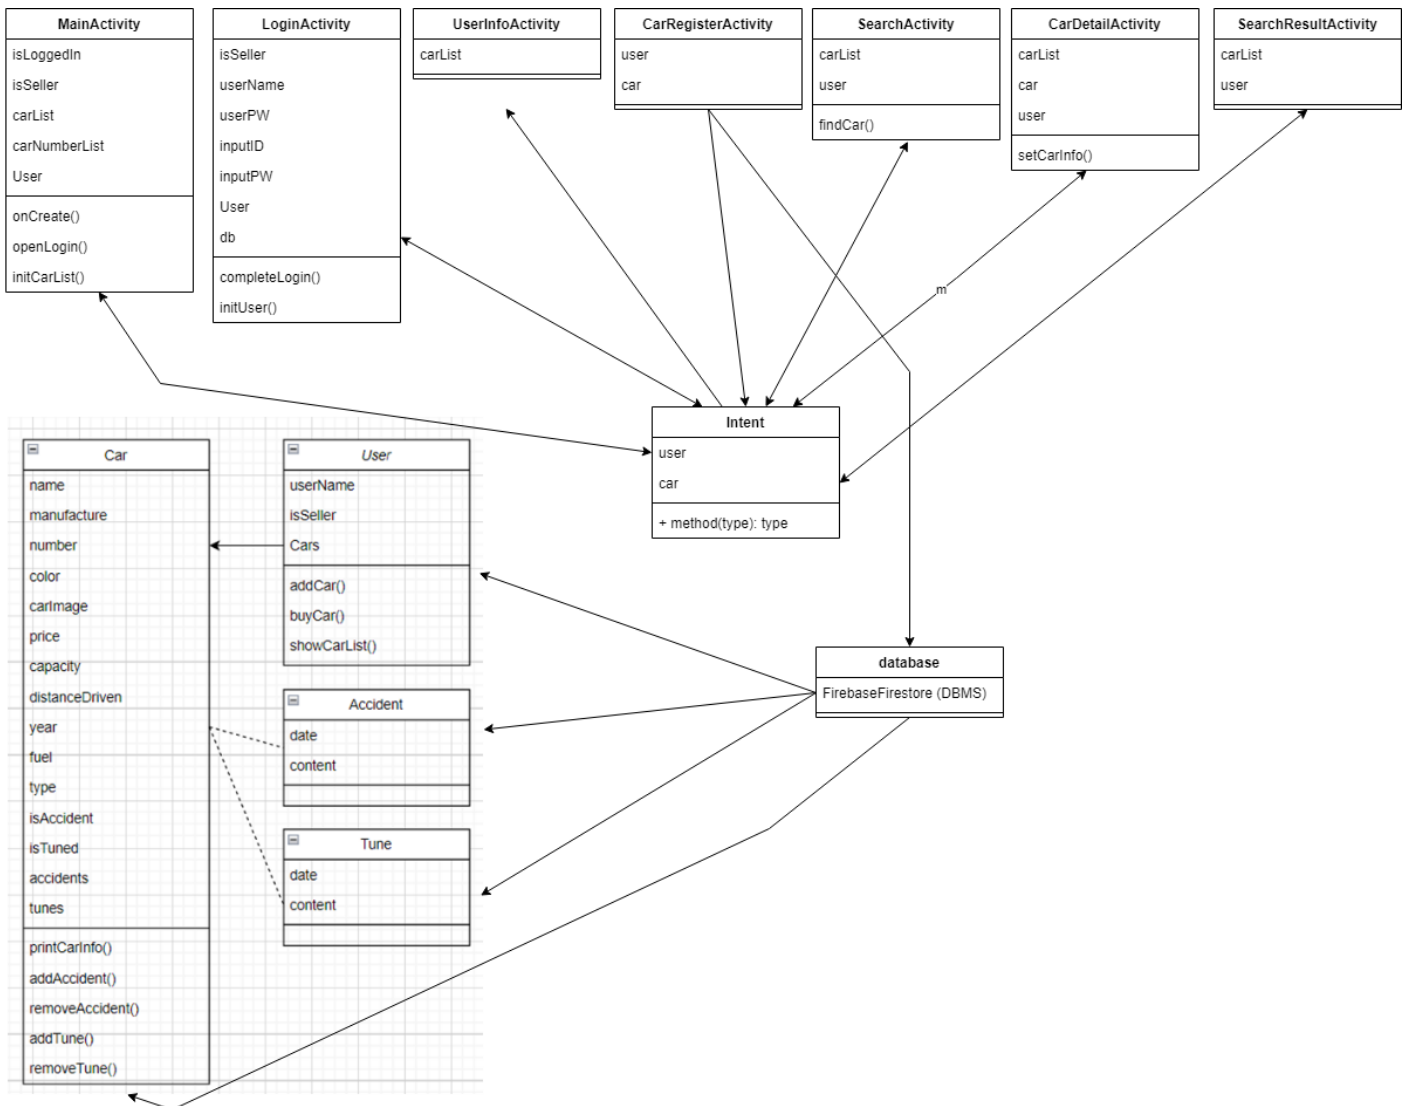 MainActivity
isLoggedIn
isSeller
carList
carNumberList
User
onCreate()
openLogin()
initCarList()
LoginActivity
isSeller
userName
userPW
inputID
inputPW
User
db
completeLogin()
initUser()
UserInfoActivity
carList
CarRegisterActivity
user
car
SearchActivity
carList
user
findCar()
CarDetailActivity
carList
car
user
setCarInfo()
SearchResultActivity
carList
user
m
Intent
user
car
+ method(type): type
Car
name
manufacture
number
color
carImage
price
capacity
distanceDriven
year
fuel
type
isAccident
isTuned
accidents
tunes
printCarInfo()
addAccident()
removeAccident()
addTune()
removeTune()
User
userName
isSeller
Cars
addCar()
buyCar()
showCarList()
Accident
date
content
Tune
date
content
database
FirebaseFirestore (DBMS)